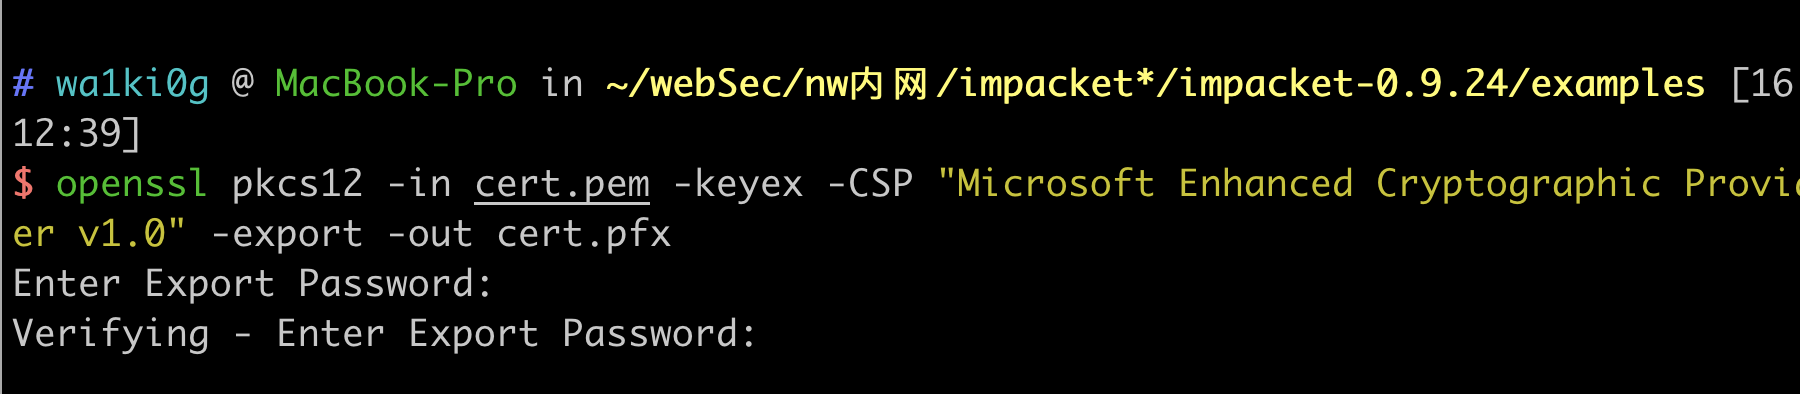 # wa1ki0g @ MacBook-Pro in ~/webSec/nw内网/impacket*/impacket-0.9.24/examples [16
12:39]
$ openssl pkcs12 -in cert.pem -keyex -CSP "Microsoft Enhanced Cryptographic Provid
er v1.0" -export -out cert.pfx
Enter Export Password:
Verifying - Enter Export Password: